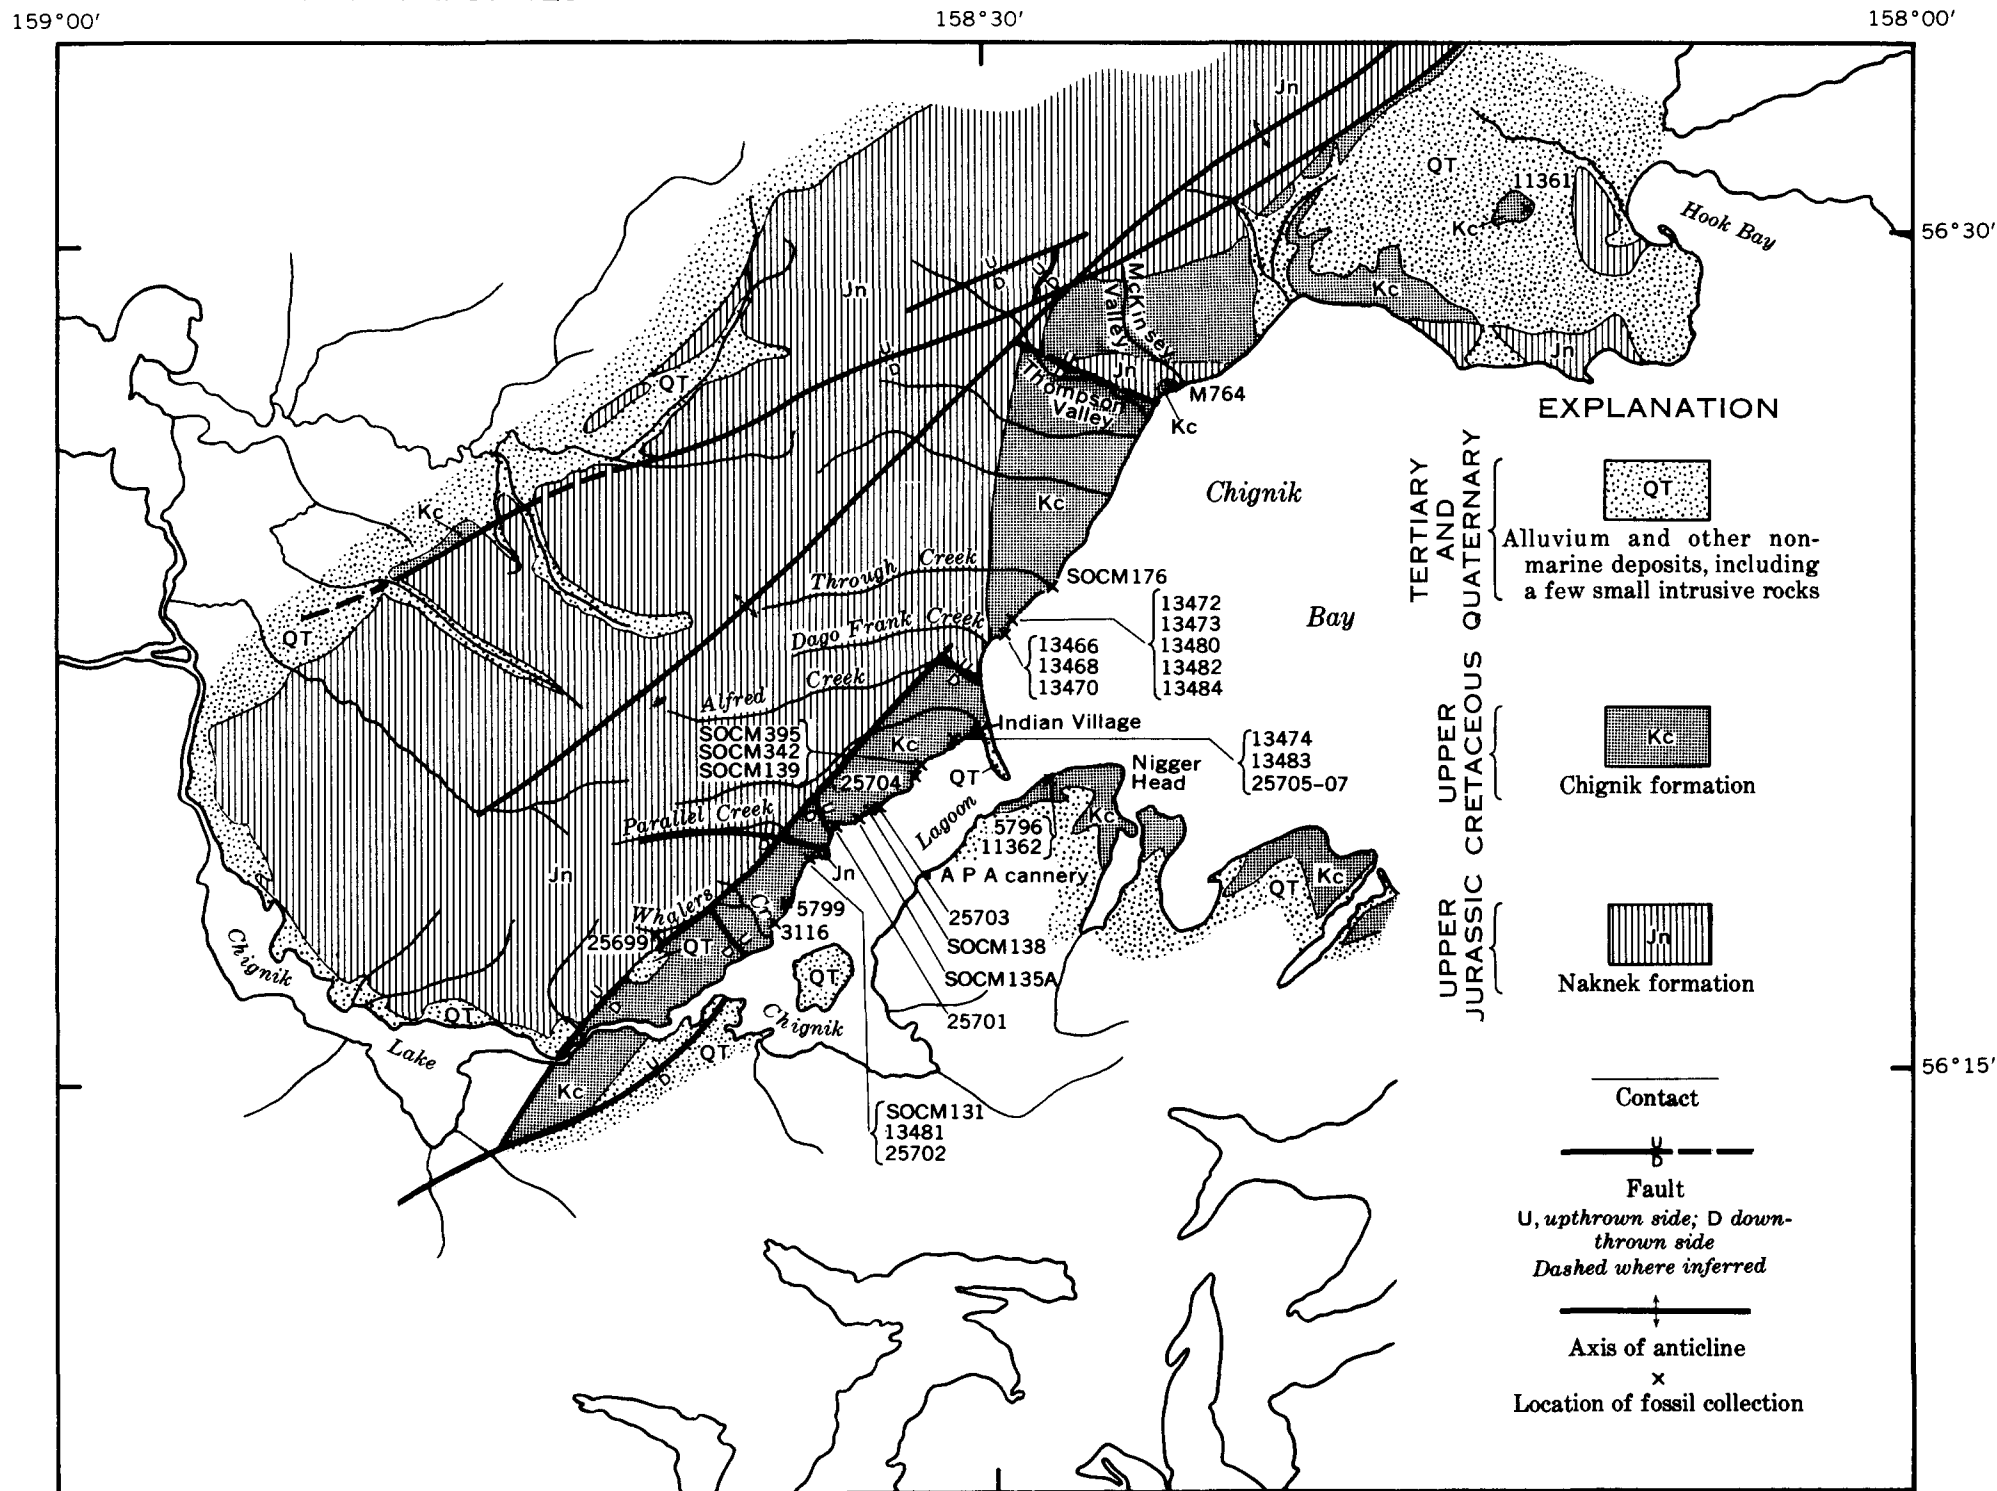 159°00′
158°30′
158°00′
Jn
QT
11361
Kc
Hook Bay
56°30′
Jn
McKinsey
Valley
Kc
U
D
U
D
U
D
U
D
Jn
Thompson
Valley
M764
Kc
Jn
QT
Kc
Kc
Chignik
Bay
Through Creek
SOCM176
Dago Frank Creek
13472
13473
13480
13482
13484
13466
13468
13470
QT
Alfred Creek
U
D
SOCM395
SOCM342
SOCM139
Kc
Indian Village
13474
13483
25705-07
QT
25704
Lagoon
Nigger
Head
Kc
5796
11362
Parallel Creek
U
D
U
D
Jn
A P A cannery
Jn
Kc
QT
Whalers Cr
5799
3116
25699
QT
U
D
25703
SOCM138
SOCM135A
25701
QT
U
D
Chignik
Lake
QT
Chignik
QT
U
D
Kc
56°15′
SOCM131
13481
25702
EXPLANATION
TERTIARY
AND
QUATERNARY
QT
Alluvium and other non-
marine deposits, including
a few small intrusive rocks
UPPER
CRETACEOUS
Kc
Chignik formation
UPPER
JURASSIC
Jn
Naknek formation
Contact
U
D
Fault
U, upthrown side; D down-
thrown side
Dashed where inferred
Axis of anticline
x
Location of fossil collection